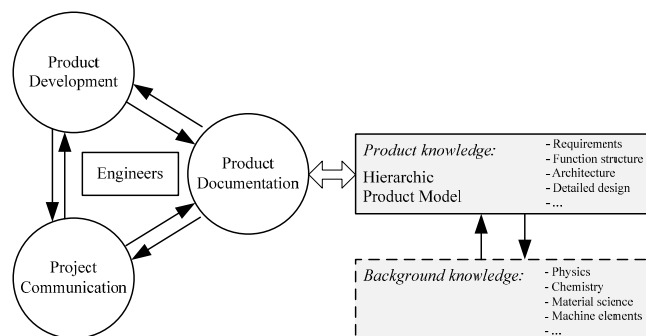 Product
Development
Engineers
Product
Documentation
Project
Communication
Product knowledge:
Hierarchic
Product Model
- Requirements
- Function structure
- Architecture
- Detailed design
- ...
Background knowledge:
- Physics
- Chemistry
- Material science
- Machine elements
- ...